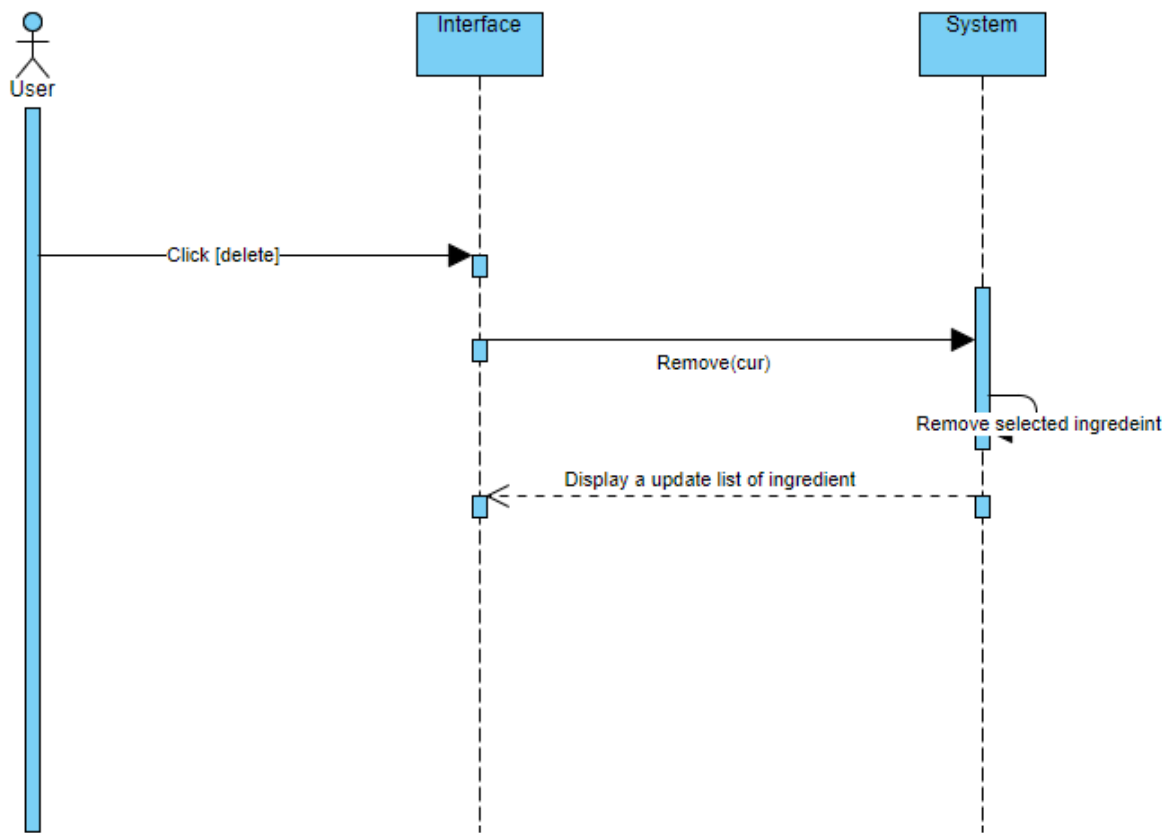 Interface
System
User
Click [delete]
Remove(cur)
Remove selected ingredeint
Display a update list of ingredient